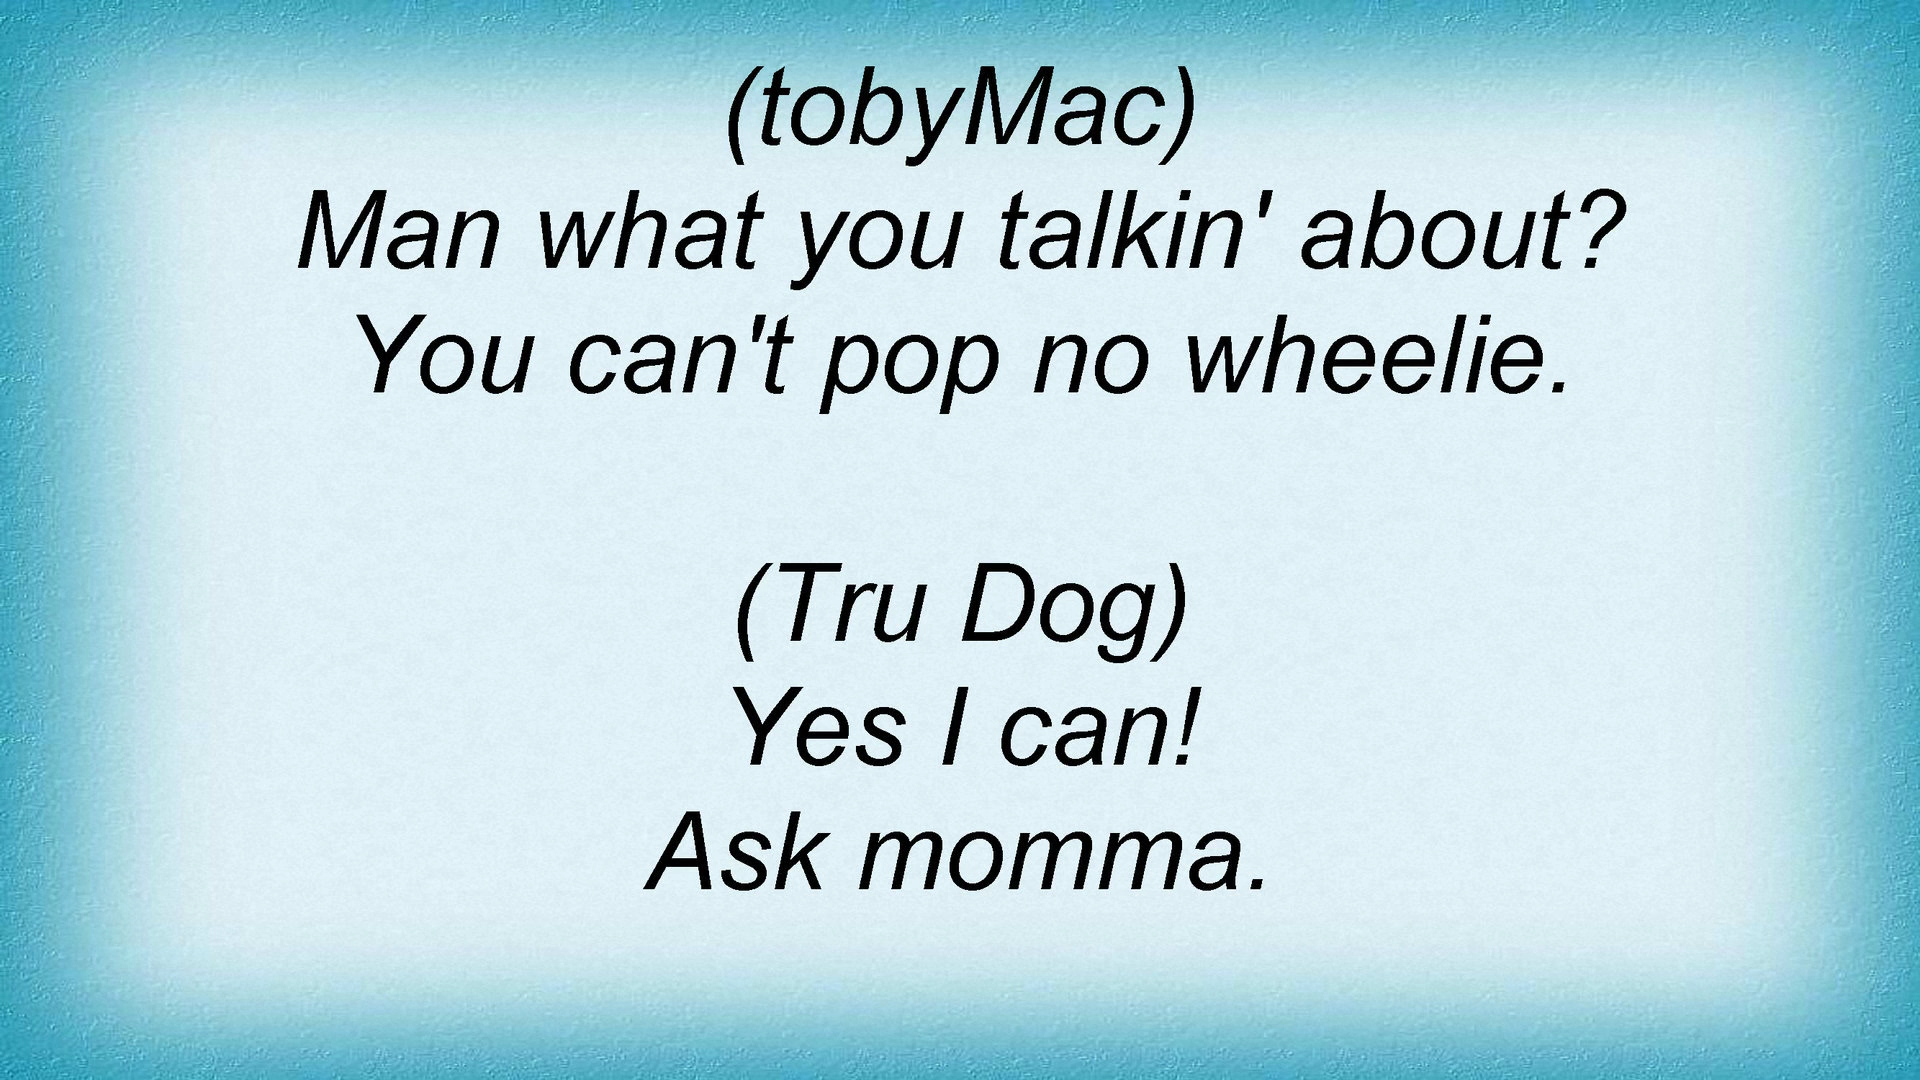 (tobyMac)
Man what you talkin' about?
You can't pop no wheelie.
(Tru Dog)
Yes I can!
Ask momma.